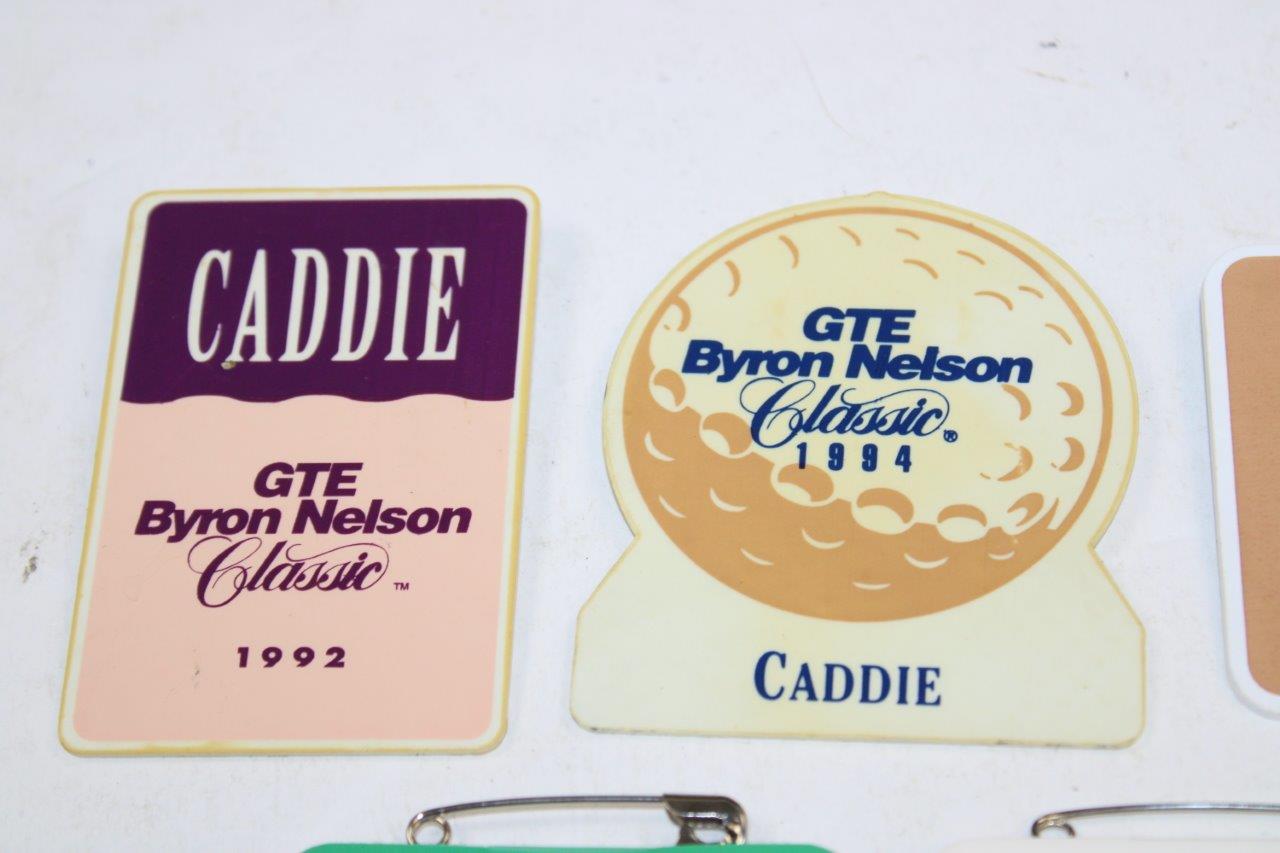 CADDIE
GTE
Byron Nelson
Classic™
1992
GTE
Byron Nelson
Classic®
1994
CADDIE